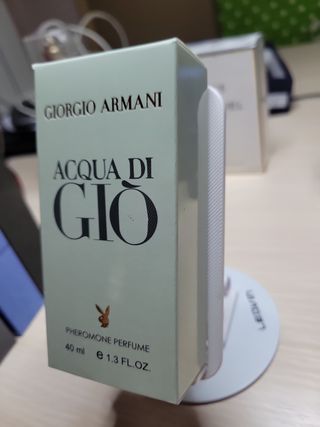 GIORGIO ARMANI
ACQUA DI
GIÒ
PHEROMONE PERFUME
40 ml e 1.3 FL.OZ.